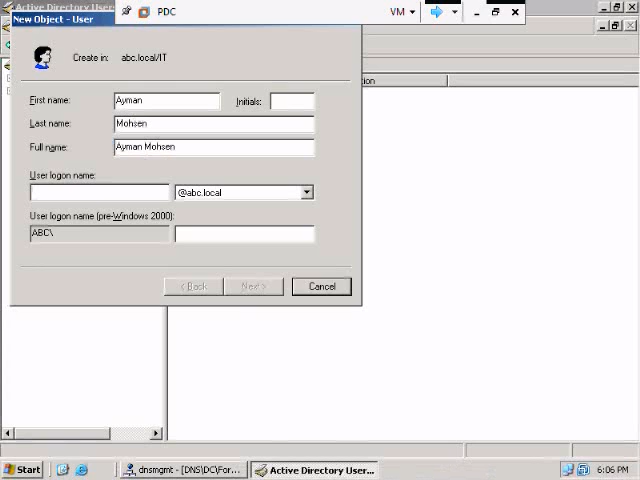 Active Directory User
PDC
VM
New Object - User
Create in: abc.local/IT
First name: Ayman Initials:
Last name: Mohsen
Full name: Ayman Mohsen
User logon name:
@abc.local
User logon name (pre-Windows 2000):
ABC\
< Back Next > Cancel
Start dnsmgmt - [DNS\DC\For... Active Directory User... 6:06 PM